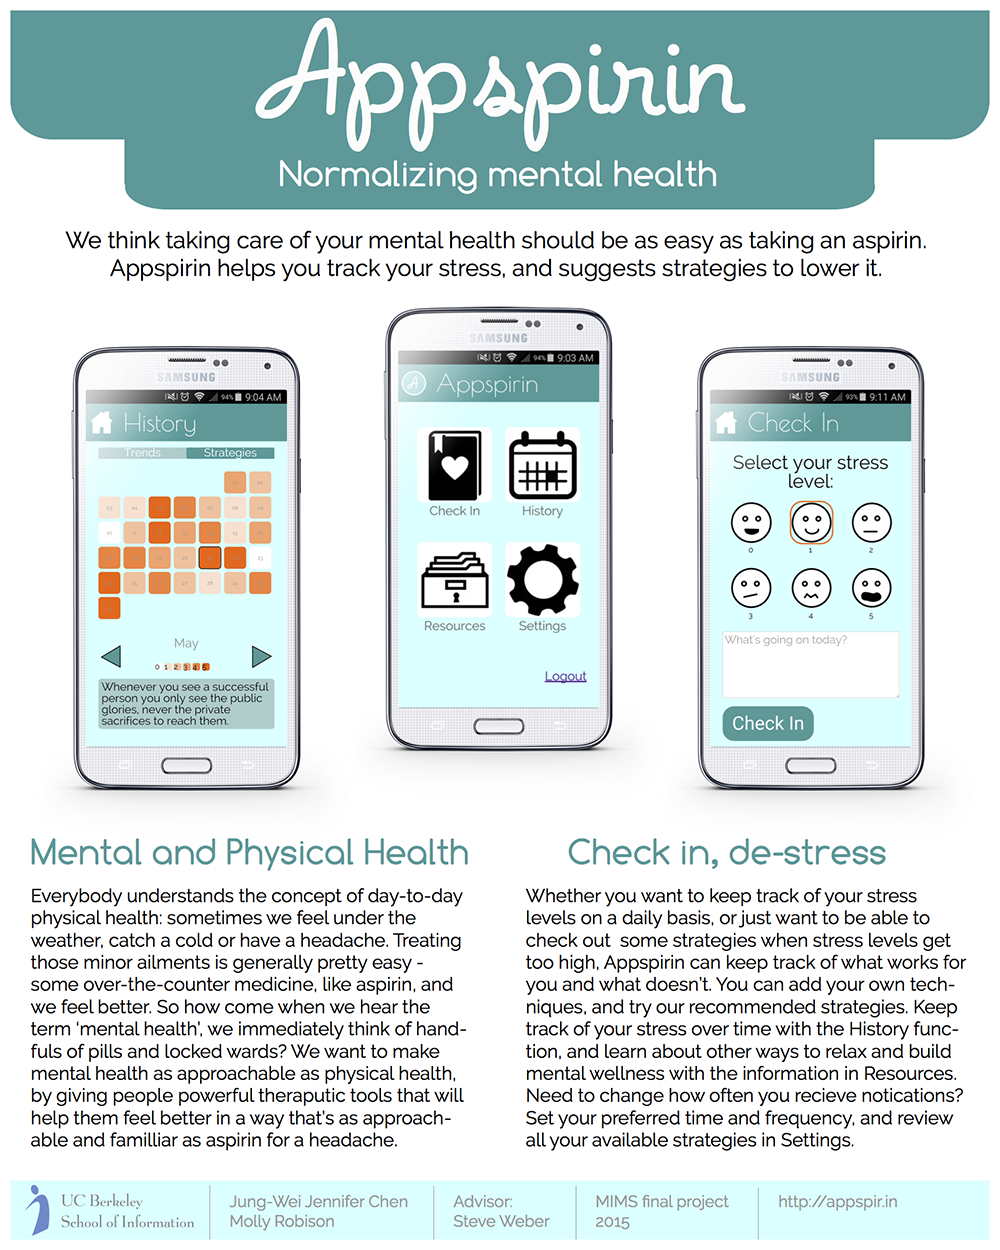 Appspirin
Normalizing mental health
We think taking care of your mental health should be as easy as taking an aspirin.
Appspirin helps you track your stress, and suggests strategies to lower it.
SAMSUNG
94% 9:04 AM
History
Trends Strategies
May
0 1 2 3 4 5
Whenever you see a successful
person you only see the public
glories, never the private
sacrifices to reach them.
SAMSUNG
94% 9:03 AM
A Appspirin
Check In History
Resources Settings
Logout
SAMSUNG
93% 9:11 AM
Check In
Select your stress
level:
0 1 2
3 4 5
What's going on today?
Check In
Mental and Physical Health
Everybody understands the concept of day-to-day
physical health: sometimes we feel under the
weather, catch a cold or have a headache. Treating
those minor ailments is generally pretty easy -
some over-the-counter medicine, like aspirin, and
we feel better. So how come when we hear the
term ‘mental health’, we immediately think of hand-
fuls of pills and locked wards? We want to make
mental health as approachable as physical health,
by giving people powerful theraputic tools that will
help them feel better in a way that's as approach-
able and familliar as aspirin for a headache.
Check in, de-stress
Whether you want to keep track of your stress
levels on a daily basis, or just want to be able to
check out some strategies when stress levels get
too high, Appspirin can keep track of what works for
you and what doesn't. You can add your own tech-
niques, and try our recommended strategies. Keep
track of your stress over time with the History func-
tion, and learn about other ways to relax and build
mental wellness with the information in Resources.
Need to change how often you recieve notications?
Set your preferred time and frequency, and review
all your available strategies in Settings.
UC Berkeley
School of Information
Jung-Wei Jennifer Chen
Molly Robison
Advisor:
Steve Weber
MIMS final project
2015
http://appspir.in